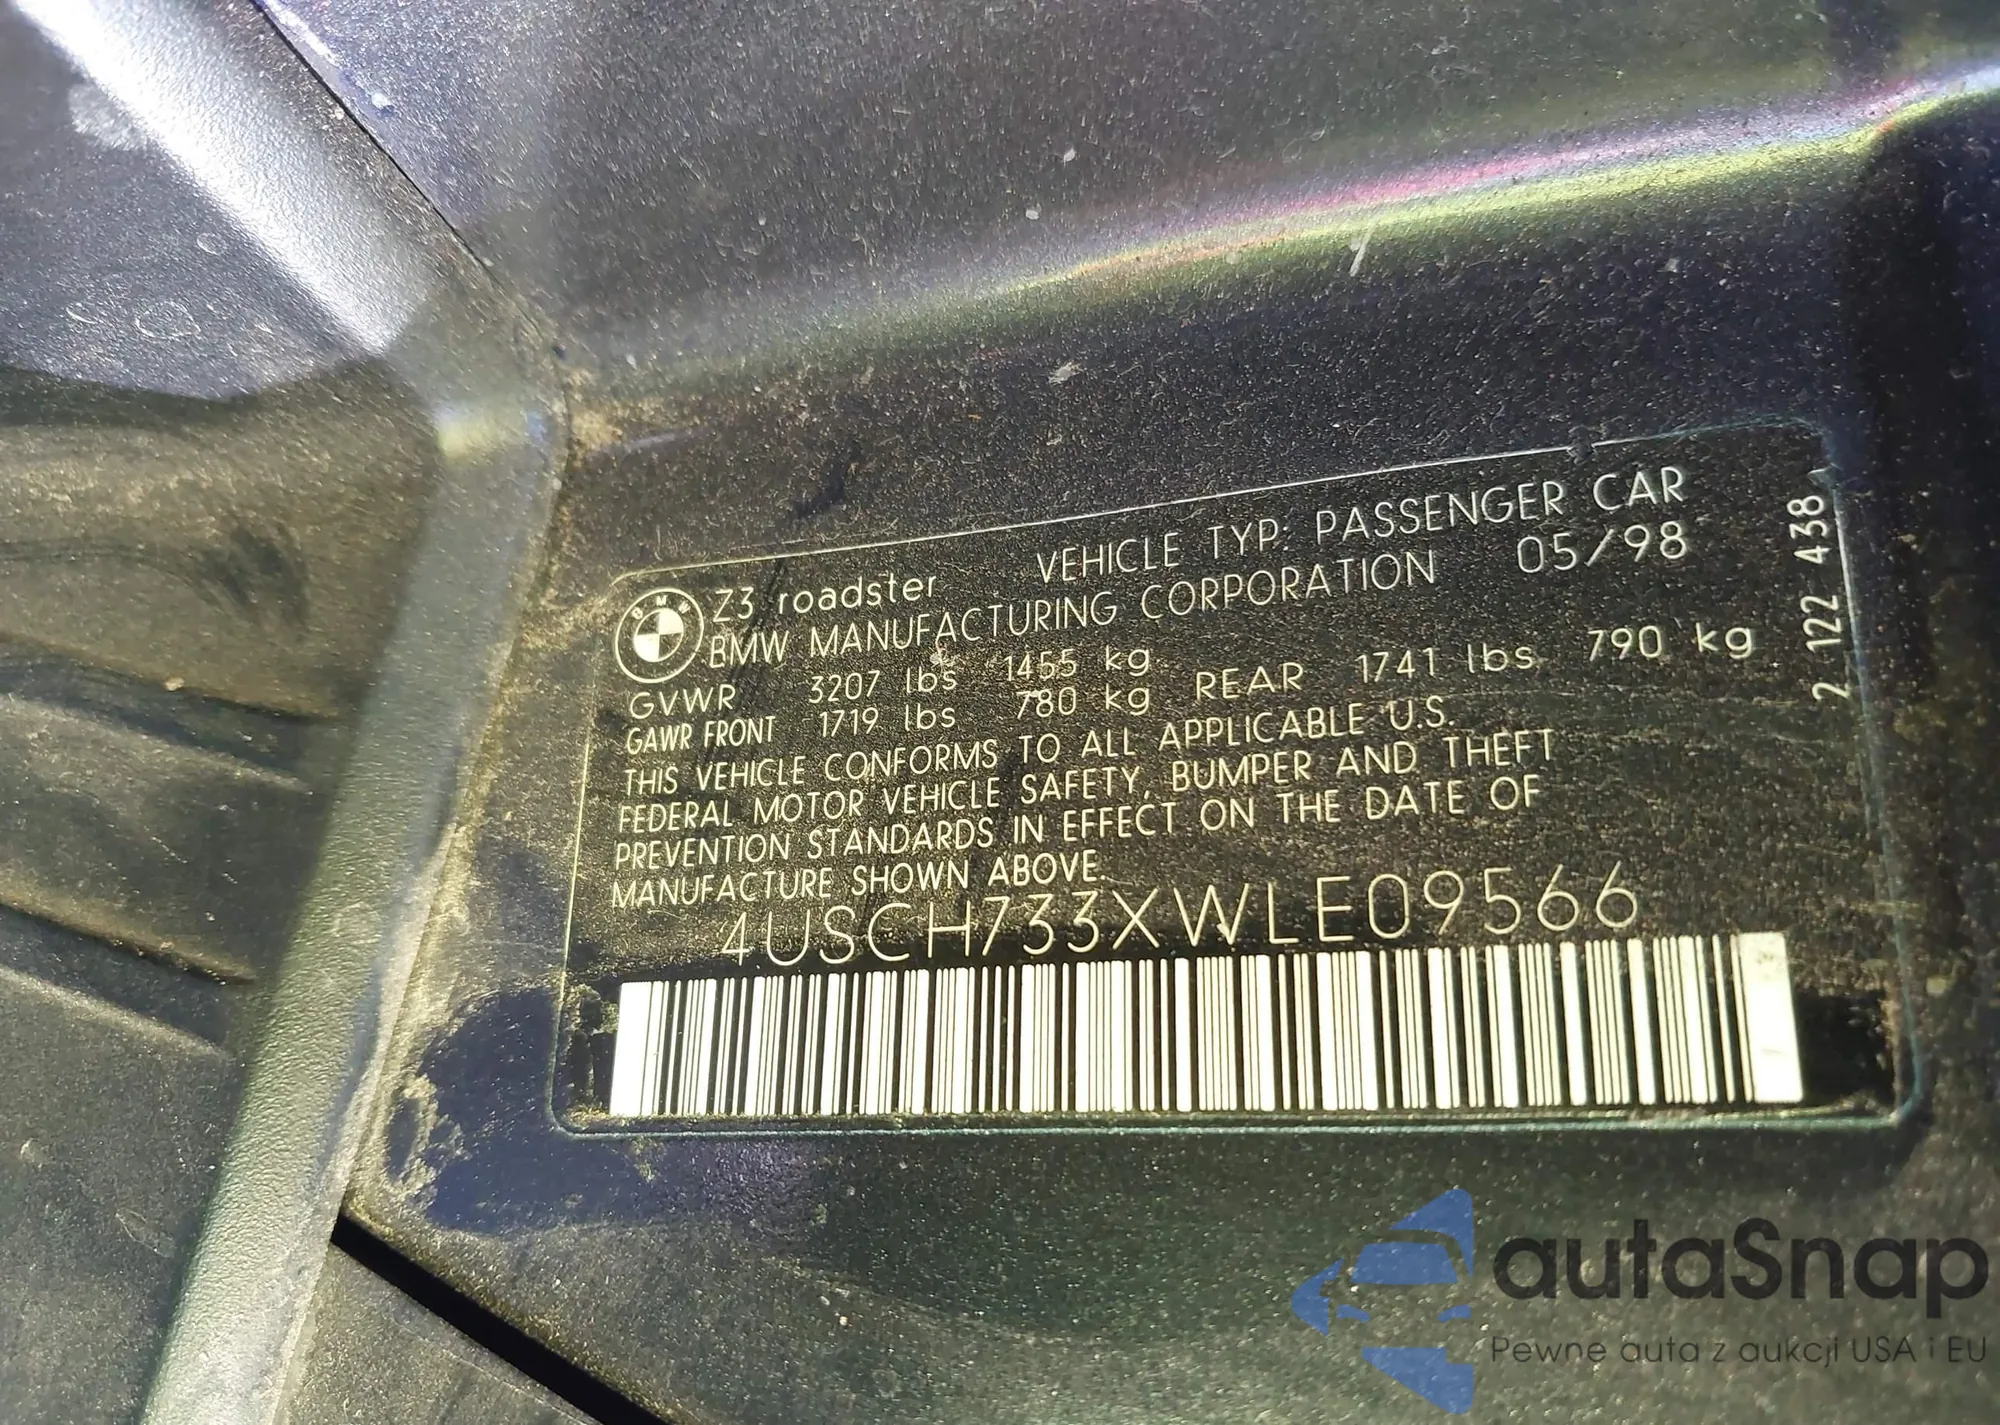 BMW
Z3 roadster VEHICLE TYP: PASSENGER CAR
BMW MANUFACTURING CORPORATION 05/98
GVWR 3207 lbs 1455 kg
GAWR FRONT 1719 lbs 780 kg REAR 1741 lbs 790 kg
THIS VEHICLE CONFORMS TO ALL APPLICABLE U.S.
FEDERAL MOTOR VEHICLE SAFETY, BUMPER AND THEFT
PREVENTION STANDARDS IN EFFECT ON THE DATE OF
MANUFACTURE SHOWN ABOVE.
4USCH733XWLE09566
2 122 438
autaSnap
Pewne auta z aukcji USA i EU